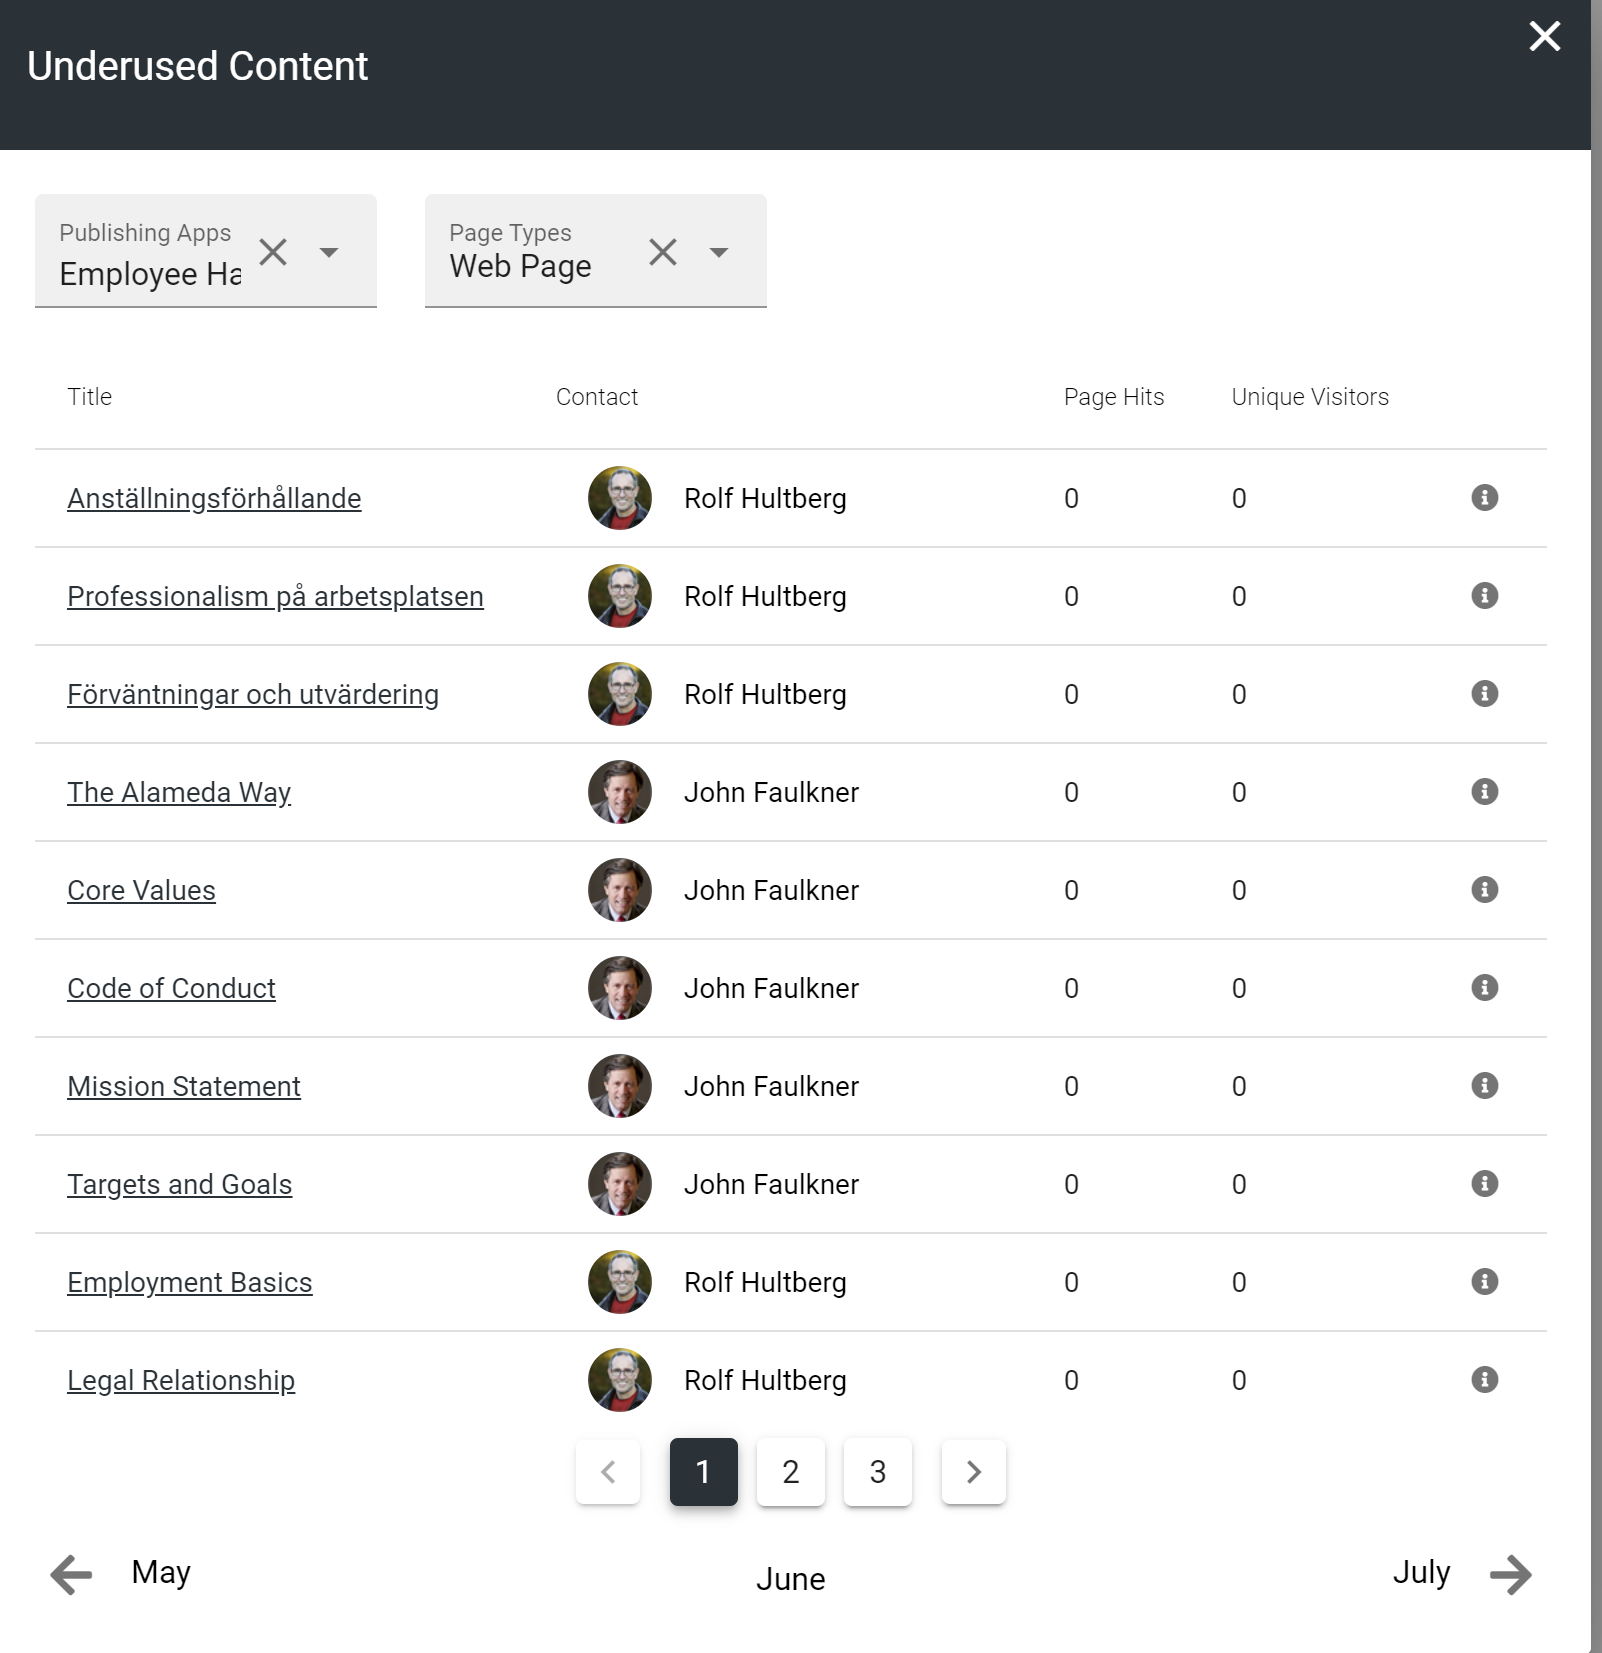 Underused Content
Publishing Apps
Employee Ha
Page Types
Web Page
Title Contact Page Hits Unique Visitors
Anställningsförhållande Rolf Hultberg 0 0
Professionalism på arbetsplatsen Rolf Hultberg 0 0
Förväntningar och utvärdering Rolf Hultberg 0 0
The Alameda Way John Faulkner 0 0
Core Values John Faulkner 0 0
Code of Conduct John Faulkner 0 0
Mission Statement John Faulkner 0 0
Targets and Goals John Faulkner 0 0
Employment Basics Rolf Hultberg 0 0
Legal Relationship Rolf Hultberg 0 0
1 2 3
May June July